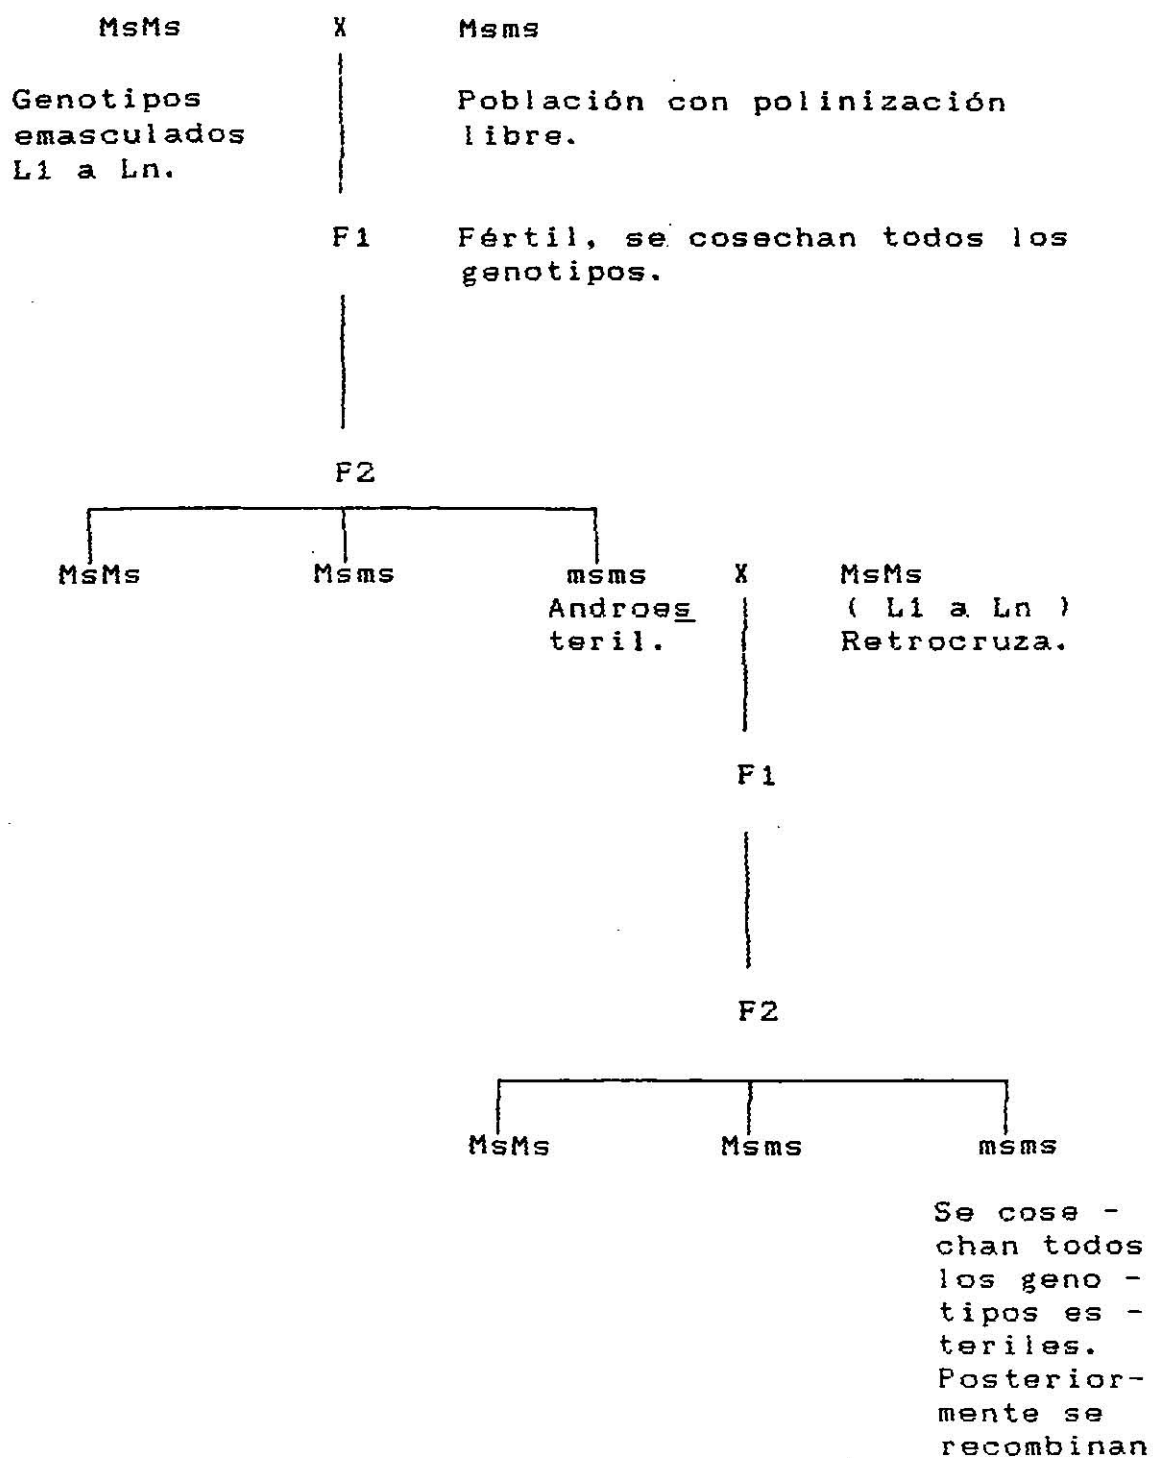 MsMs X Msms
Genotipos
emasculados
L1 a Ln.
Población con polinización
libre.
F1 Fértil, se cosechan todos los
genotipos.
F2
MsMs Msms msms X MsMs
Androes
teril.
( L1 a Ln )
Retrocruza.
F1
F2
MsMs Msms msms
Se cose -
chan todos
los geno -
tipos es -
teriles.
Posterior-
mente se
recombinan